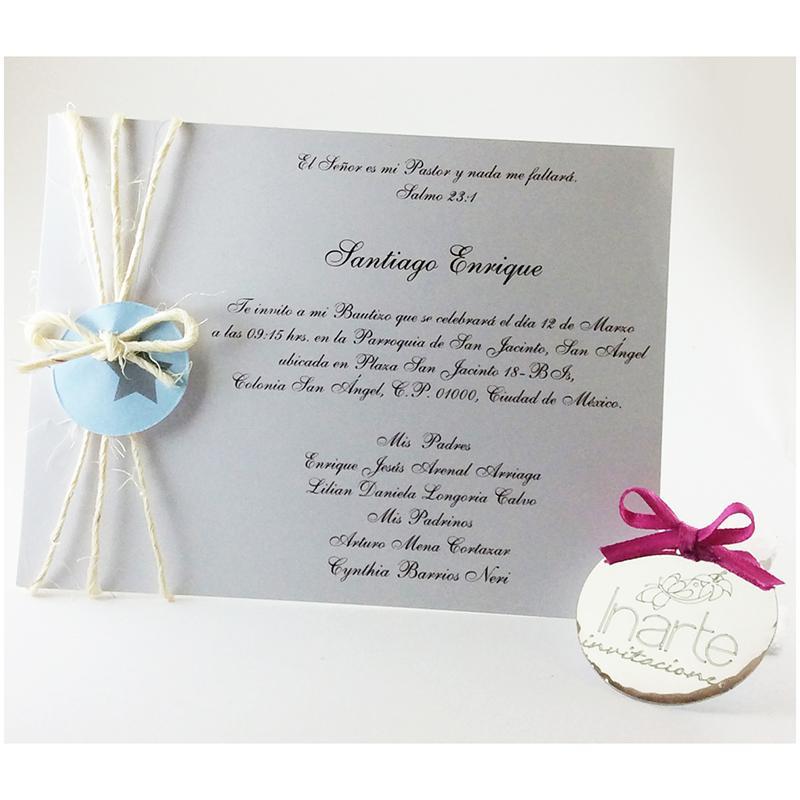 El Señor es mi Pastor y nada me faltará.
Salmo 23:1
Santiago Enrique
Te invito a mi Bautizo que se celebrará el día 12 de Marzo
a las 09:15 hrs. en la Parroquia de San Jacinto, San Ángel
ubicada en Plaza San Jacinto 18-BIs,
Colonia San Ángel, C.P. 01000, Ciudad de México.
Mis Padres
Enrique Jesús Arenal Arriaga
Lilian Daniela Longoria Calvo
Mis Padrinos
Arturo Mena Cortazar
Cynthia Barrios Neri
Inarte
invitaciones